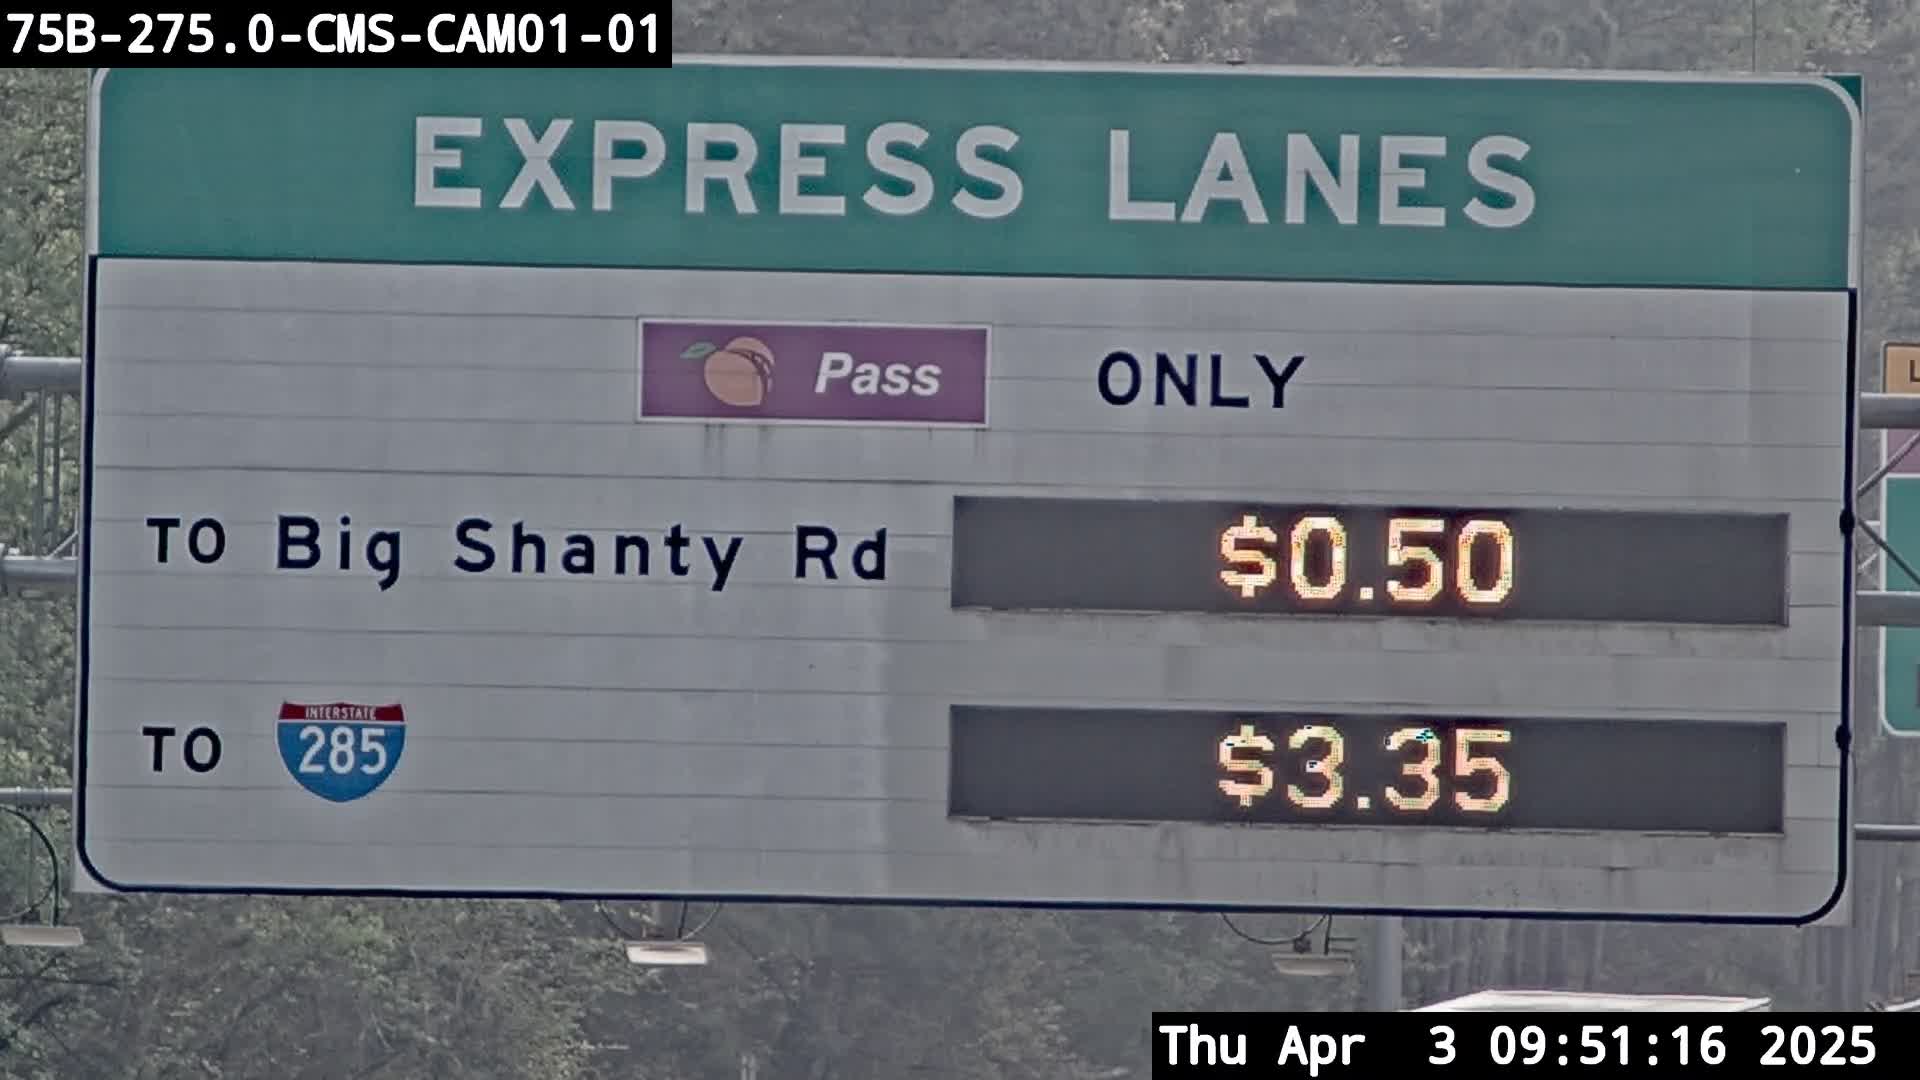 75B-275.0-CMS-CAM01-01
EXPRESS LANES
Pass ONLY
TO Big Shanty Rd $0.50
TO INTERSTATE 285 $3.35
Thu Apr 3 09:51:16 2025